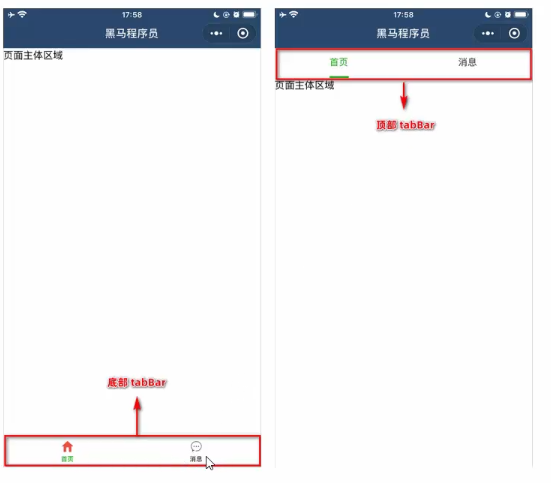 17:58
黑马程序员
页面主体区域
底部 tabBar
首页
消息
17:58
黑马程序员
首页
消息
页面主体区域
顶部 tabBar